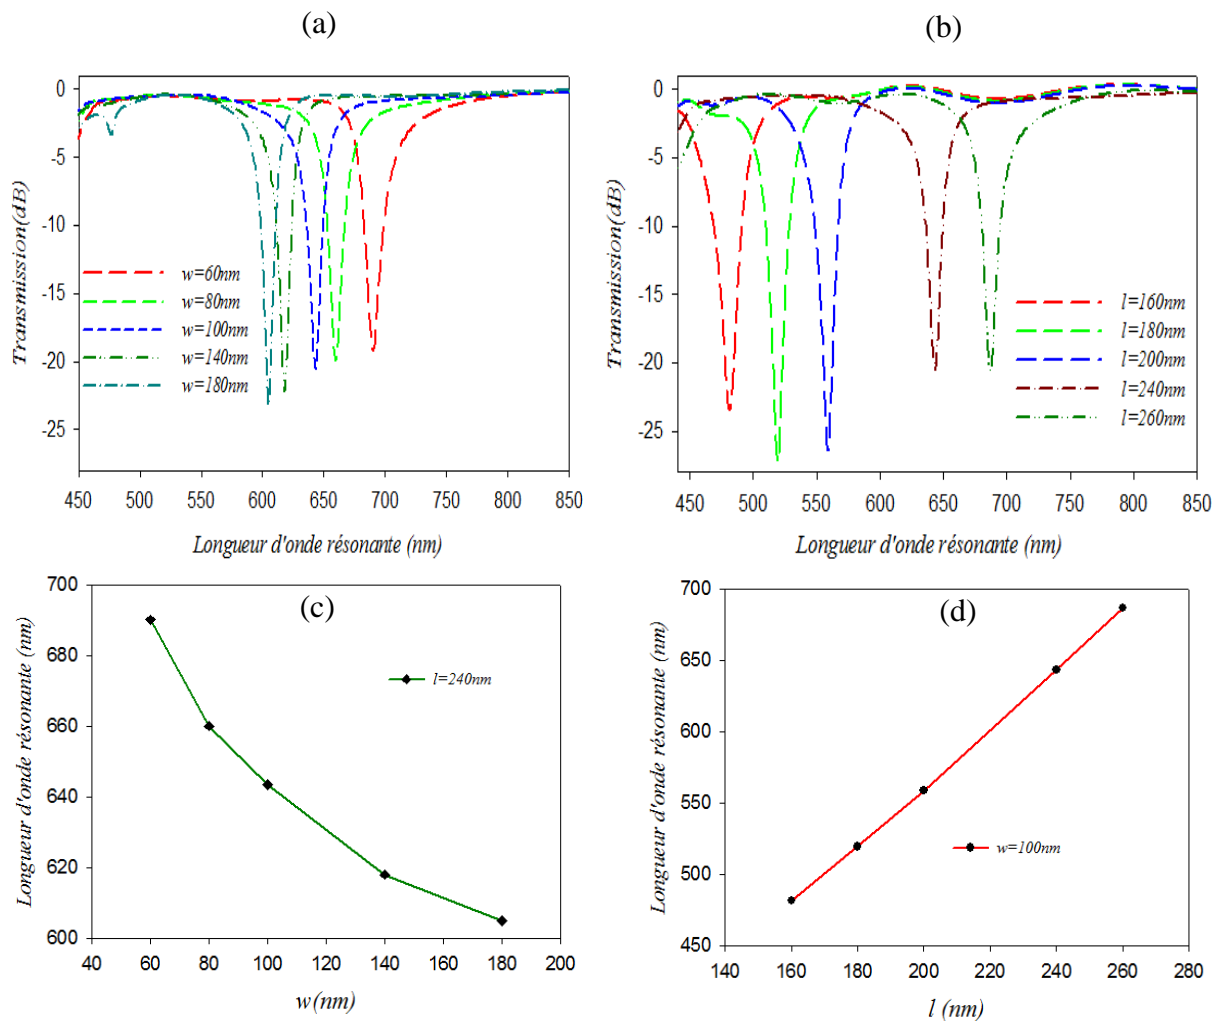 (a)
0
-5
-10
-15
-20
-25
Transmission(dB)
w=60nm
w=80nm
w=100nm
w=140nm
w=180nm
450 500 550 600 650 700 750 800 850
Longueur d'onde résonante (nm)
(b)
0
-5
-10
-15
-20
-25
Transmission(dB)
l=160nm
l=180nm
l=200nm
l=240nm
l=260nm
450 500 550 600 650 700 750 800 850
Longueur d'onde résonante (nm)
(c)
700
680
660
640
620
600
Longueur d'onde résonante (nm)
l=240nm
40 60 80 100 120 140 160 180 200
w(nm)
(d)
700
650
600
550
500
450
Longueur d'onde résonante (nm)
w=100nm
140 160 180 200 220 240 260 280
l (nm)